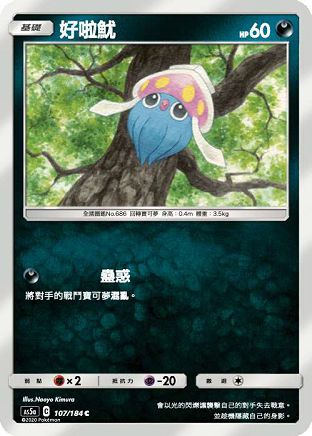 基礎 好啦魷 HP60
全國圖鑑No.686 回轉寶可夢 身高：0.4m 體重：3.5kg
蠱惑
將對手的戰鬥寶可夢混亂。
弱點 ×2 抵抗力 -20 撤退
Illus.Naoyo Kimura
AS5a C 107/184 C
©2020 Pokémon
會以光的閃爍讓襲擊自己的對手失去戰意，
並趁機隱藏自己的身影。